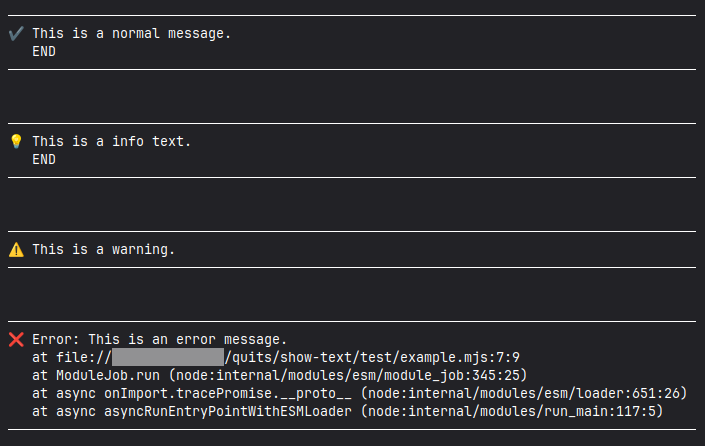 ✔️ This is a normal message.
END
💡 This is a info text.
END
⚠️ This is a warning.
❌ Error: This is an error message.
at file:///quits/show-text/test/example.mjs:7:9
at ModuleJob.run (node:internal/modules/esm/module_job:345:25)
at async onImport.tracePromise.__proto__ (node:internal/modules/esm/loader:651:26)
at async asyncRunEntryPointWithESMLoader (node:internal/modules/run_main:117:5)